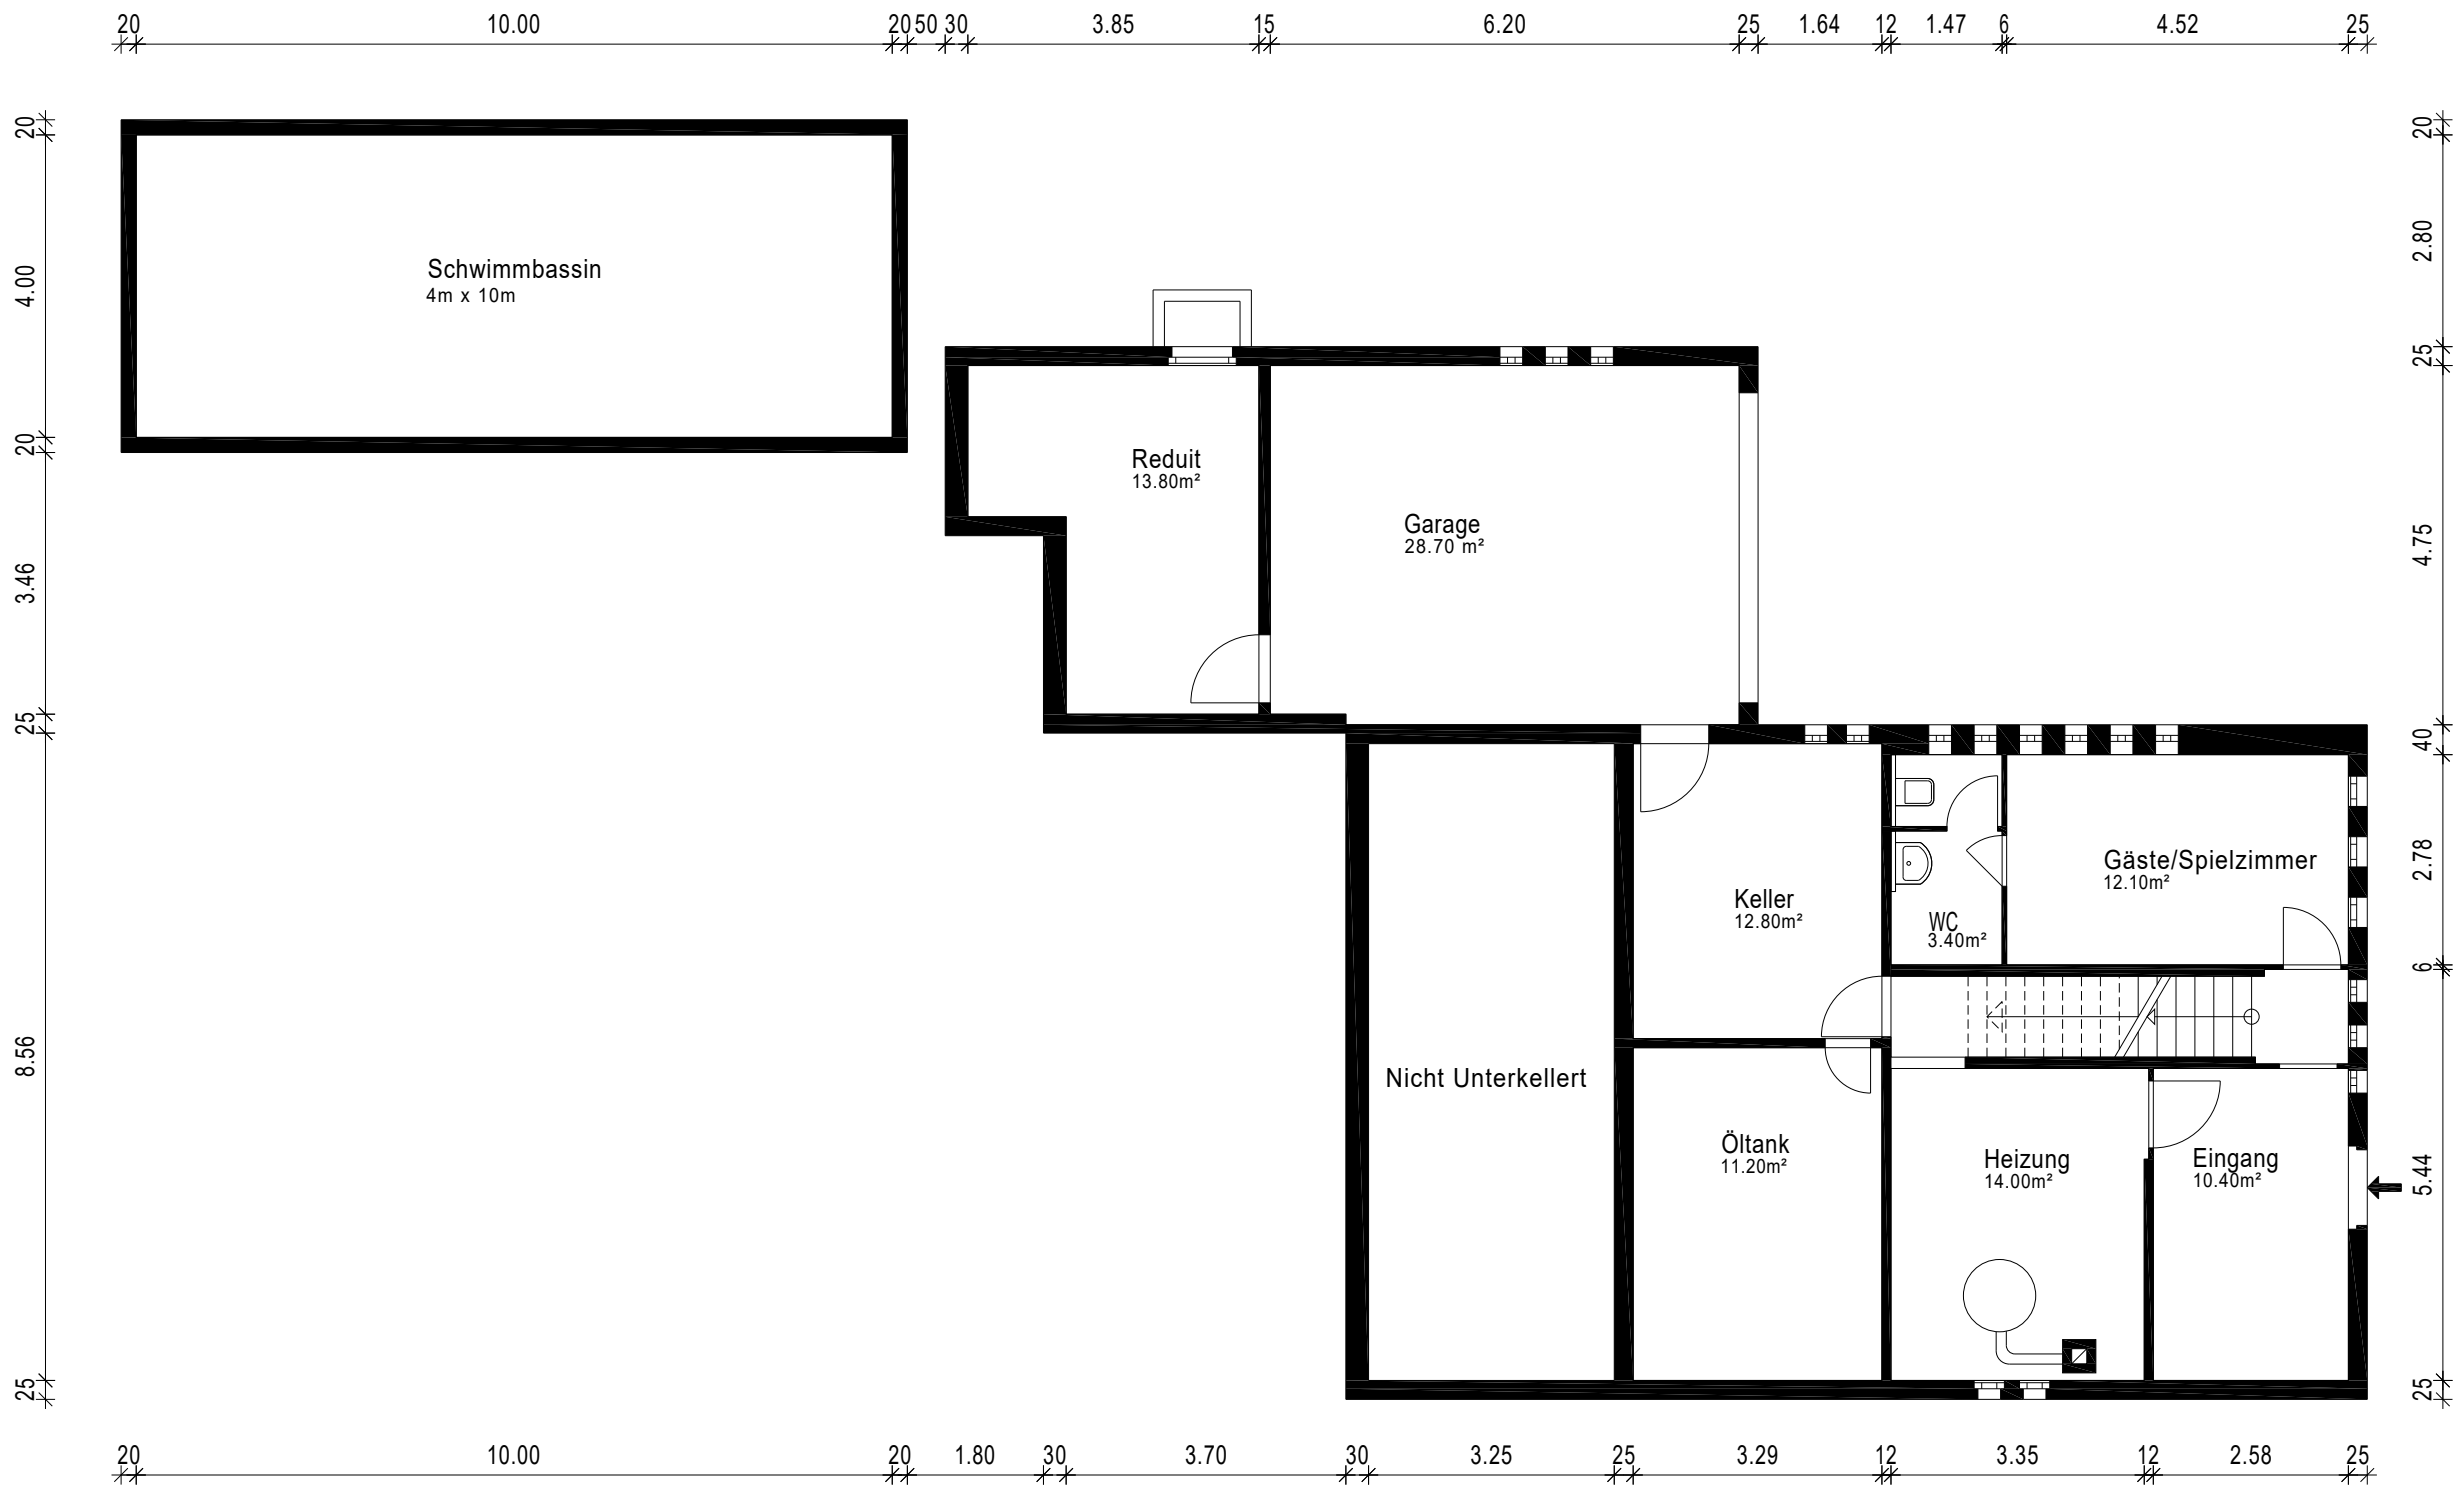 20 10.00 20 50 30 3.85 15 6.20 25 1.64 12 1.47 6 4.52 25
20
4.00
20
3.46
25
8.56
25
Schwimmbassin
4m x 10m
Reduit
13.80m²
Garage
28.70 m²
Gäste/Spielzimmer
12.10m²
Keller
12.80m²
WC
3.40m²
Nicht Unterkellert
Öltank
11.20m²
Heizung
14.00m²
Eingang
10.40m²
20
2.80
25
4.75
40
2.78
6
5.44
25
20 10.00 20 1.80 30 3.70 30 3.25 25 3.29 12 3.35 12 2.58 25